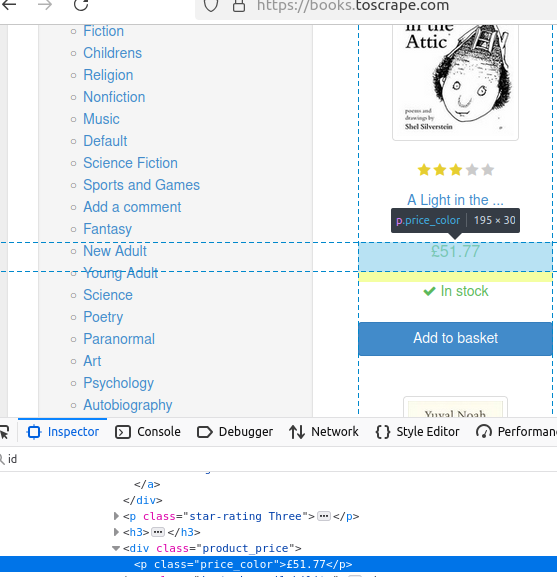 https://books.toscrape.com
Fiction
Childrens
Religion
Nonfiction
Music
Default
Science Fiction
Sports and Games
Add a comment
Fantasy
New Adult
Young Adult
Science
Poetry
Paranormal
Art
Psychology
Autobiography
in the
Attic
poems and
drawings by
Shel Silverstein
A Light in the ...
p.price_color 195 × 30
£51.77
In stock
Add to basket
Yuval Noah
Inspector Console Debugger Network Style Editor Performan
id
</a>
</div>
<p class="star-rating Three"></p>
<h3></h3>
<div class="product_price">
<p class="price_color">£51.77</p>